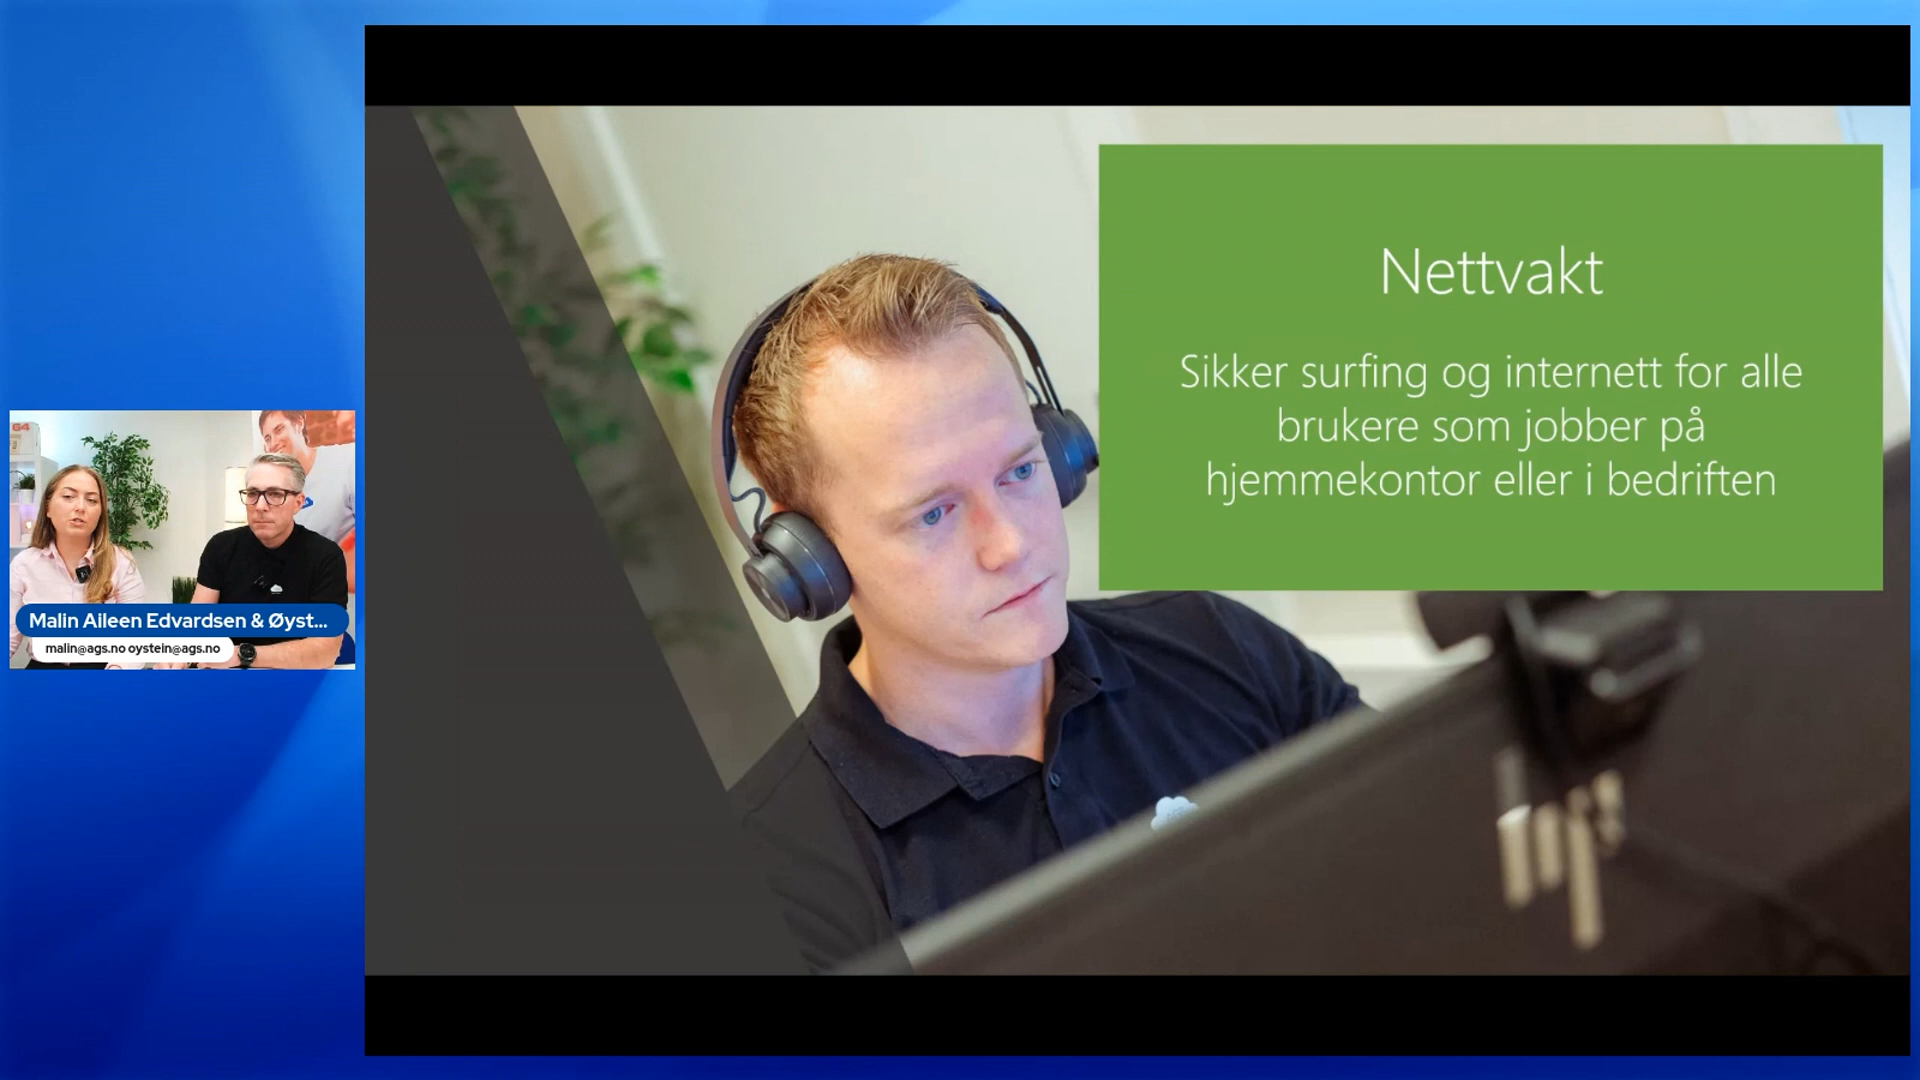 Nettvakt
Sikker surfing og internett for alle
brukere som jobber på
hjemmekontor eller i bedriften
64
Malin Aileen Edvardsen & Øyst...
malin@ags.no oystein@ags.no